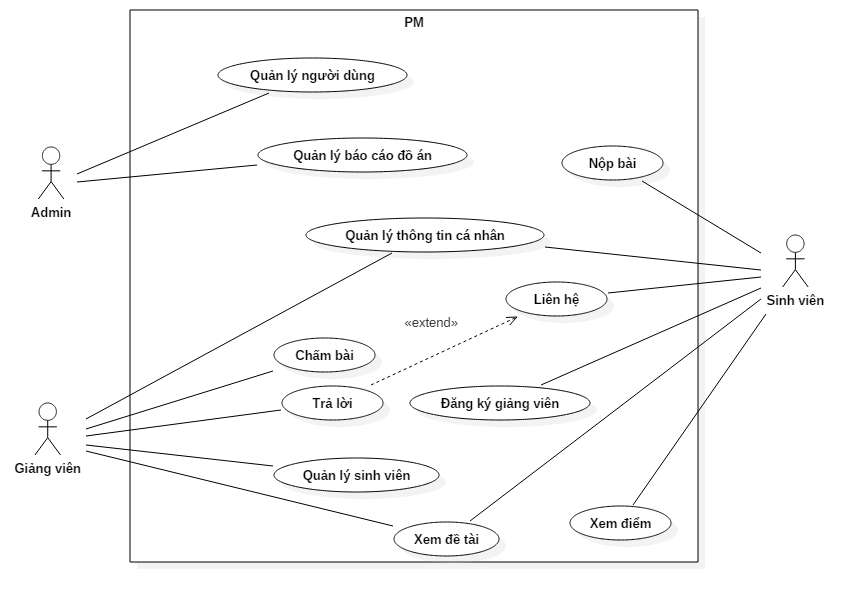 PM
Quản lý người dùng
Quản lý báo cáo đồ án
Nộp bài
Admin
Quản lý thông tin cá nhân
Liên hệ
Sinh viên
«extend»
Chấm bài
Trả lời
Đăng ký giảng viên
Giảng viên
Quản lý sinh viên
Xem điểm
Xem đề tài